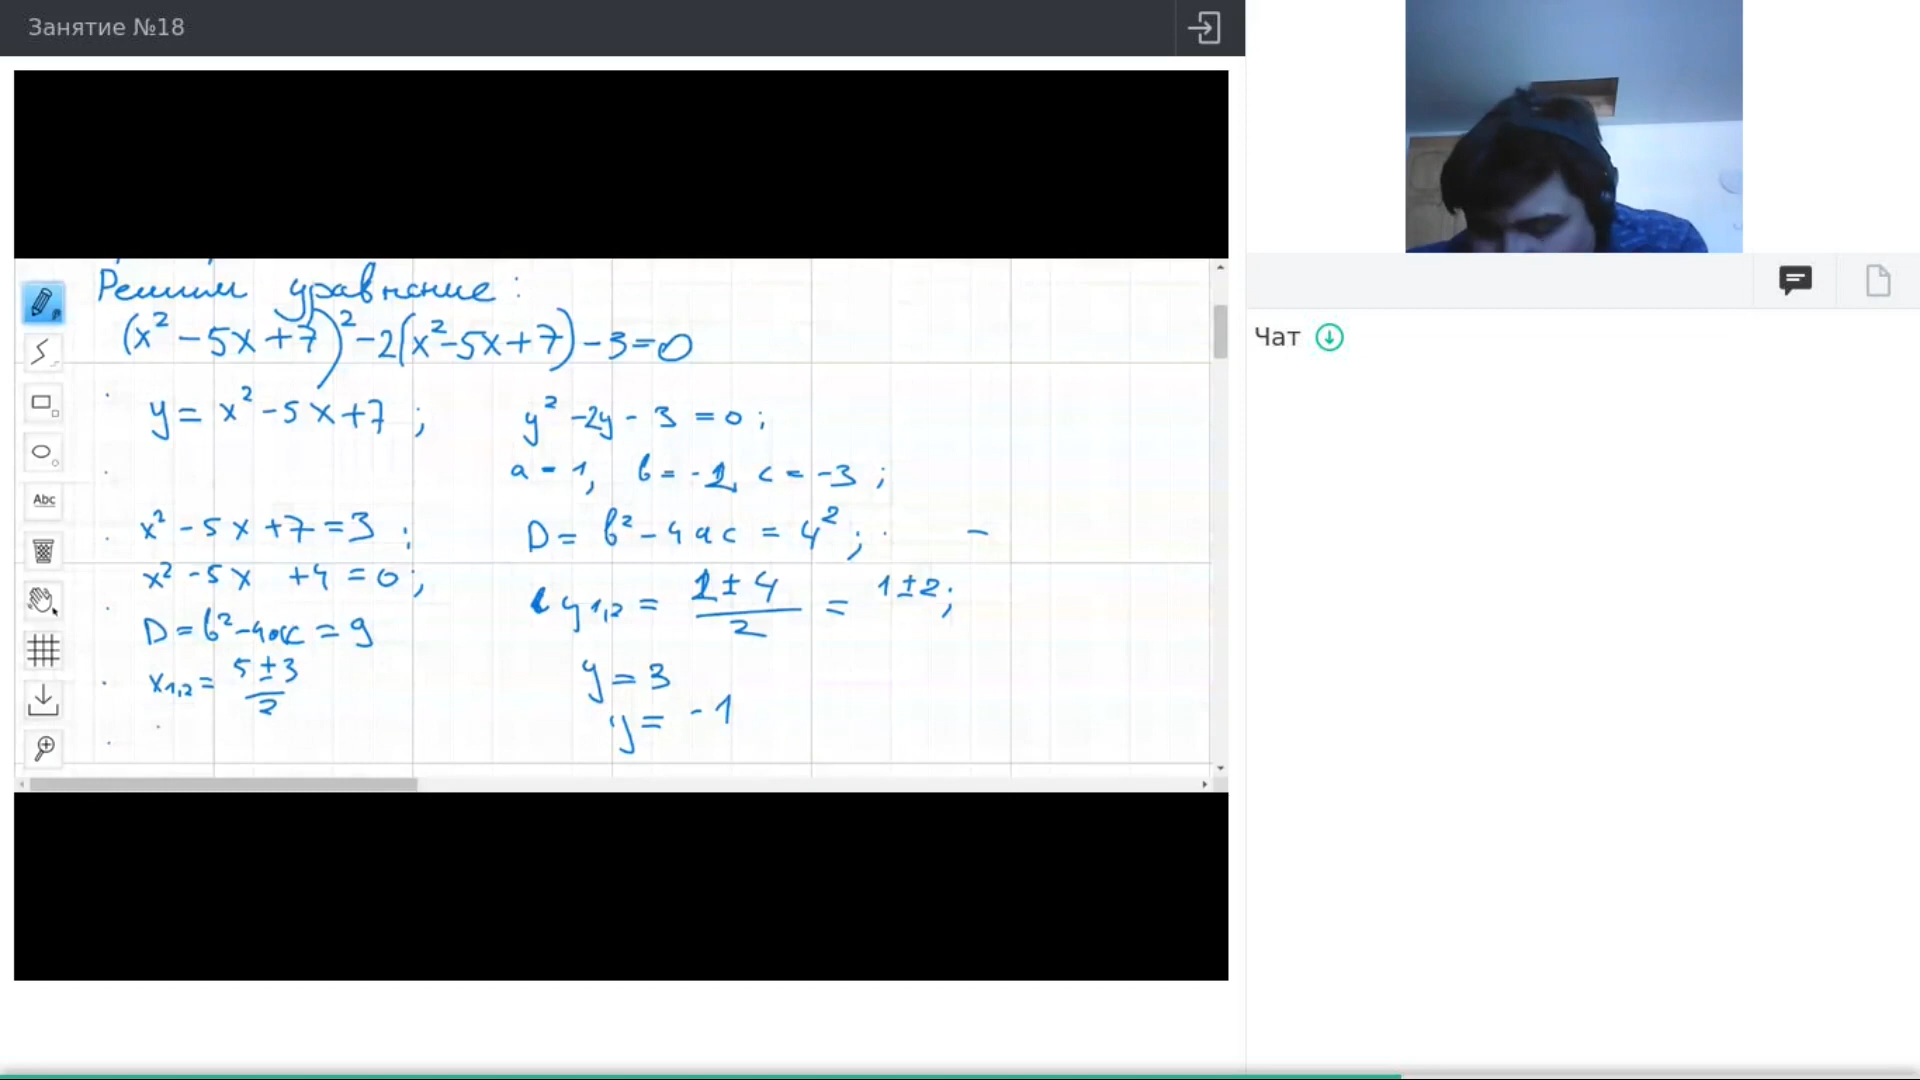 Занятие №18
Решим уравнение:
(x² - 5x + 7)² - 2(x² - 5x + 7) - 3 = 0
y = x² - 5x + 7;
y² - 2y - 3 = 0;
a = 1, b = -2, c = -3;
x² - 5x + 7 = 3;
D = b² - 4ac = 4²;
x² - 5x + 4 = 0;
y1,2 = (2 ± 4)/2 = 1 ± 2;
D = b² - 4ac = 9
x1,2 = (5 ± 3)/2
y = 3
y = -1
Abc
Чат